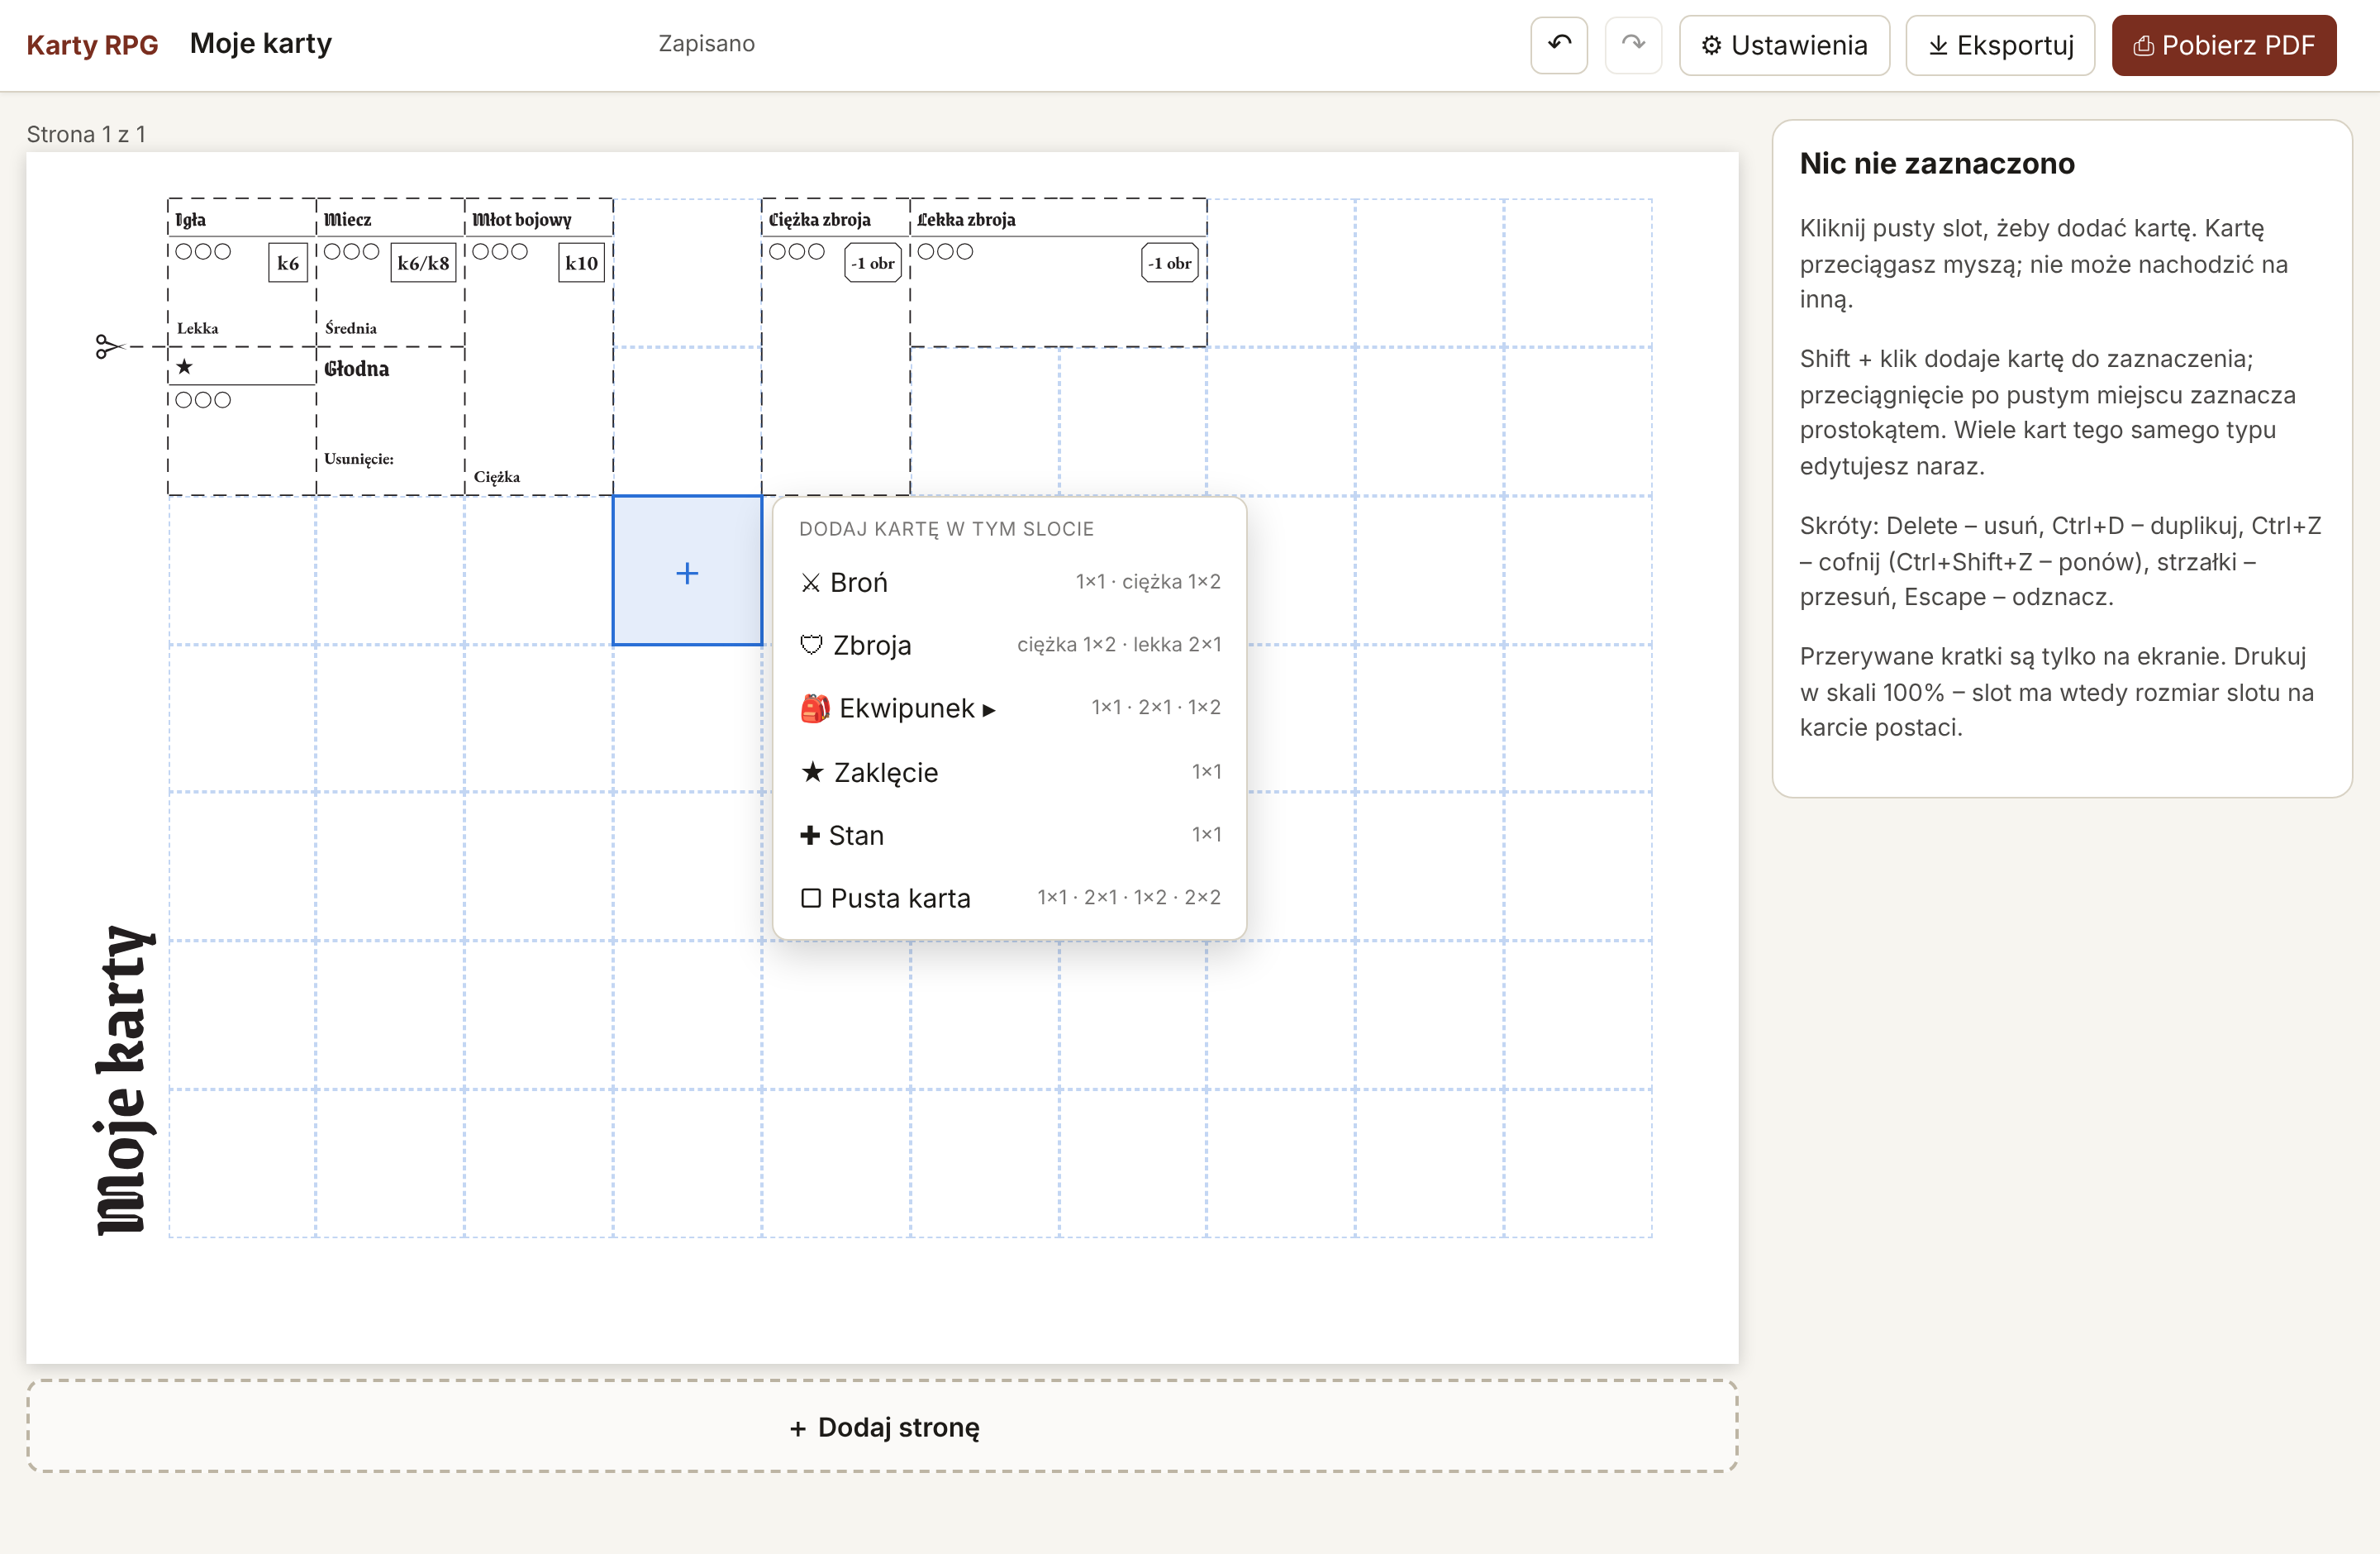 Karty RPG Moje karty Zapisano ↶ ↷ ⚙ Ustawienia ↓ Eksportuj ⎙ Pobierz PDF
Strona 1 z 1
Igła Miecz Młot bojowy Ciężka zbroja Lekka zbroja
k6 k6/k8 k10 -1 obr -1 obr
Lekka Średnia
★ Głodna
Usunięcie:
Ciężka
+
DODAJ KARTĘ W TYM SLOCIE
⚔ Broń 1×1 · ciężka 1×2
🛡 Zbroja ciężka 1×2 · lekka 2×1
🎒 Ekwipunek ▸ 1×1 · 2×1 · 1×2
★ Zaklęcie 1×1
✚ Stan 1×1
☐ Pusta karta 1×1 · 2×1 · 1×2 · 2×2
Moje karty
+ Dodaj stronę
Nic nie zaznaczono
Kliknij pusty slot, żeby dodać kartę. Kartę
przeciągasz myszą; nie może nachodzić na
inną.
Shift + klik dodaje kartę do zaznaczenia;
przeciągnięcie po pustym miejscu zaznacza
prostokątem. Wiele kart tego samego typu
edytujesz naraz.
Skróty: Delete – usuń, Ctrl+D – duplikuj, Ctrl+Z
– cofnij (Ctrl+Shift+Z – ponów), strzałki –
przesuń, Escape – odznacz.
Przerywane kratki są tylko na ekranie. Drukuj
w skali 100% – slot ma wtedy rozmiar slotu na
karcie postaci.